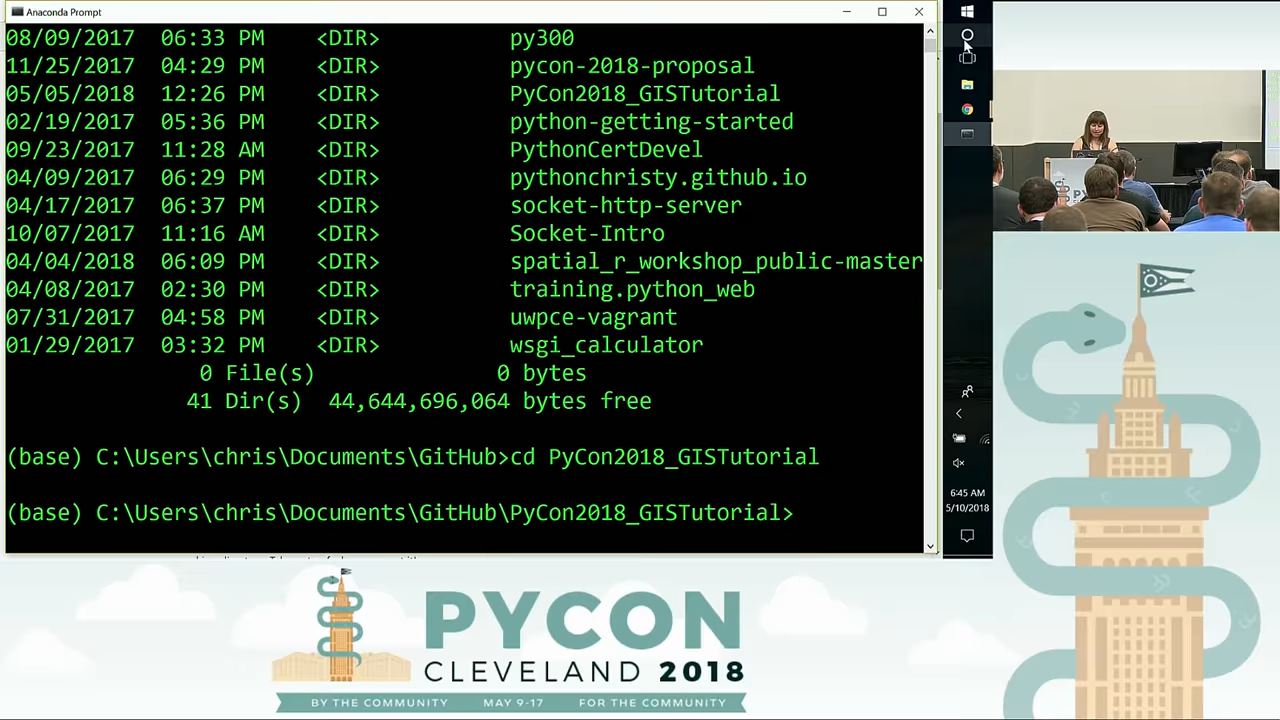 Anaconda Prompt
08/09/2017 06:33 PM <DIR> py300
11/25/2017 04:29 PM <DIR> pycon-2018-proposal
05/05/2018 12:26 PM <DIR> PyCon2018_GISTutorial
02/19/2017 05:36 PM <DIR> python-getting-started
09/23/2017 11:28 AM <DIR> PythonCertDevel
04/09/2017 06:29 PM <DIR> pythonchristy.github.io
04/17/2017 06:37 PM <DIR> socket-http-server
10/07/2017 11:16 AM <DIR> Socket-Intro
04/04/2018 06:09 PM <DIR> spatial_r_workshop_public-master
04/08/2017 02:30 PM <DIR> training.python_web
07/31/2017 04:58 PM <DIR> uwpce-vagrant
01/29/2017 03:32 PM <DIR> wsgi_calculator
0 File(s) 0 bytes
41 Dir(s) 44,644,696,064 bytes free
(base) C:\Users\chris\Documents\GitHub>cd PyCon2018_GISTutorial
(base) C:\Users\chris\Documents\GitHub\PyCon2018_GISTutorial>
6:45 AM
5/10/2018
PYCON
CLEVELAND 2018
BY THE COMMUNITY MAY 9-17 FOR THE COMMUNITY